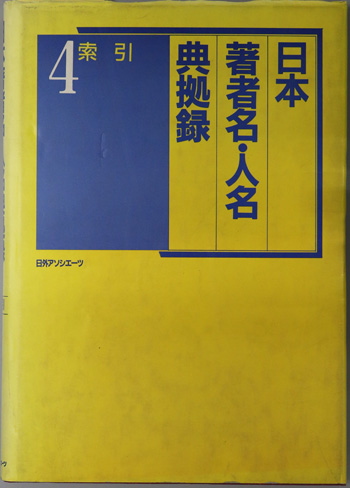 日本
著者名・人名
典拠録
4 索引
日外アソシエーツ